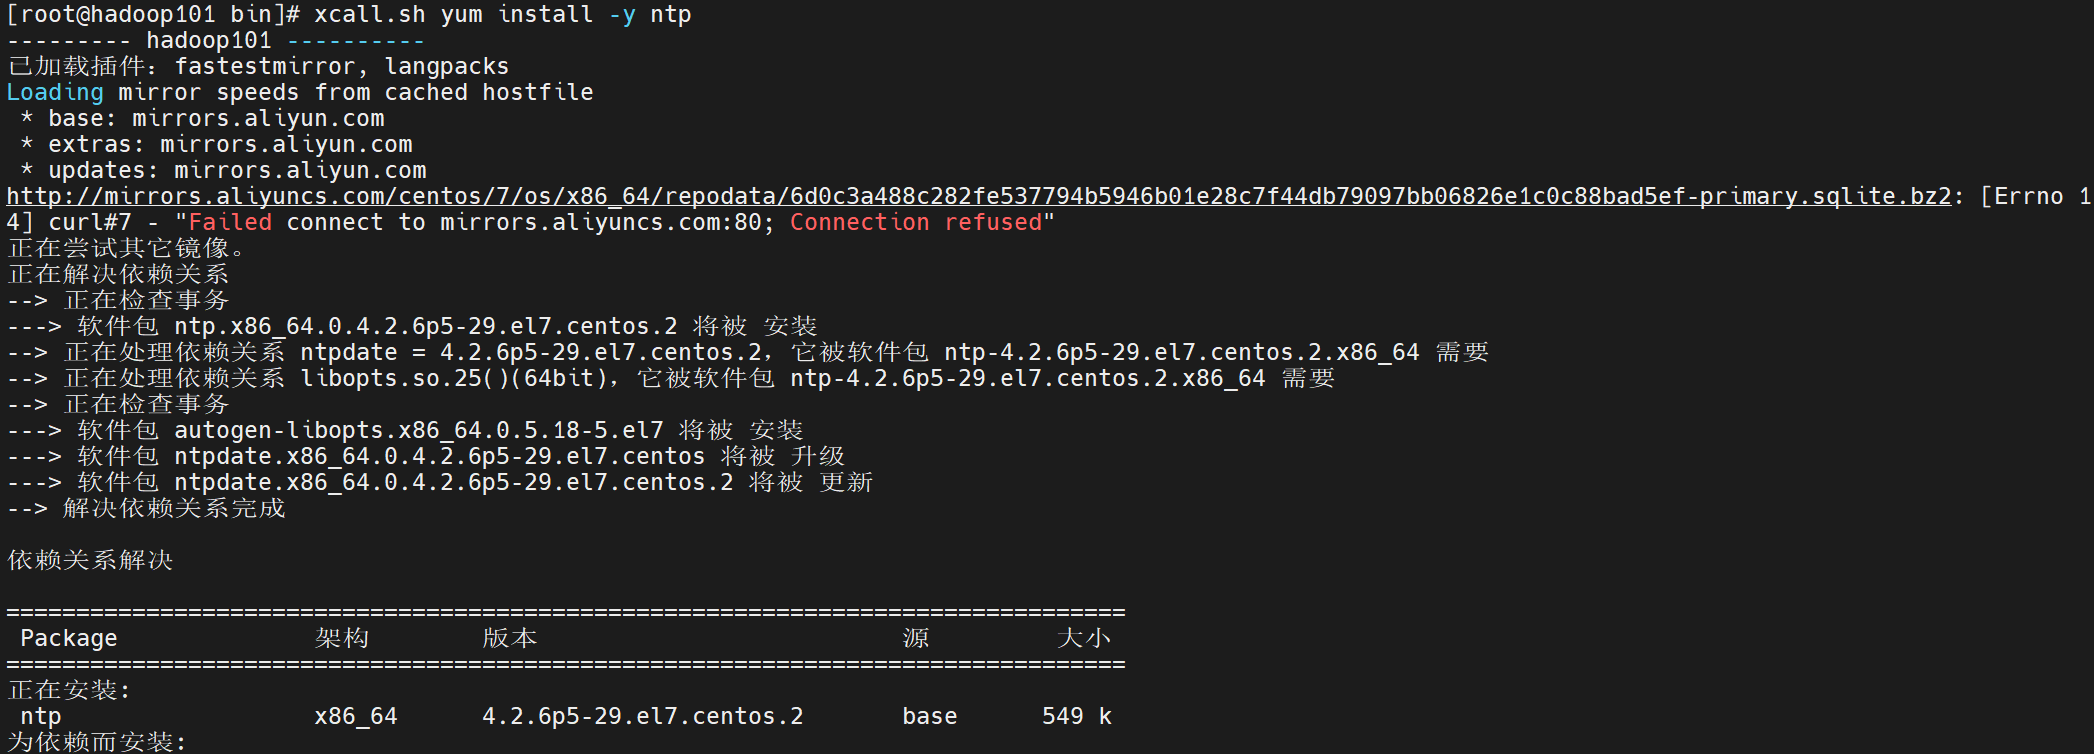 [root@hadoop101 bin]# xcall.sh yum install -y ntp
--------- hadoop101 ----------
已加载插件：fastestmirror, langpacks
Loading mirror speeds from cached hostfile
 * base: mirrors.aliyun.com
 * extras: mirrors.aliyun.com
 * updates: mirrors.aliyun.com
http://mirrors.aliyuncs.com/centos/7/os/x86_64/repodata/6d0c3a488c282fe537794b5946b01e28c7f44db79097bb06826e1c0c88bad5ef-primary.sqlite.bz2: [Errno 1
4] curl#7 - "Failed connect to mirrors.aliyuncs.com:80; Connection refused"
正在尝试其它镜像。
正在解决依赖关系
--> 正在检查事务
---> 软件包 ntp.x86_64.0.4.2.6p5-29.el7.centos.2 将被 安装
--> 正在处理依赖关系 ntpdate = 4.2.6p5-29.el7.centos.2，它被软件包 ntp-4.2.6p5-29.el7.centos.2.x86_64 需要
--> 正在处理依赖关系 libopts.so.25()(64bit)，它被软件包 ntp-4.2.6p5-29.el7.centos.2.x86_64 需要
--> 正在检查事务
---> 软件包 autogen-libopts.x86_64.0.5.18-5.el7 将被 安装
---> 软件包 ntpdate.x86_64.0.4.2.6p5-29.el7.centos 将被 升级
---> 软件包 ntpdate.x86_64.0.4.2.6p5-29.el7.centos.2 将被 更新
--> 解决依赖关系完成
依赖关系解决
================================================================================
 Package 架构 版本 源 大小
================================================================================
正在安装:
 ntp x86_64 4.2.6p5-29.el7.centos.2 base 549 k
为依赖而安装: